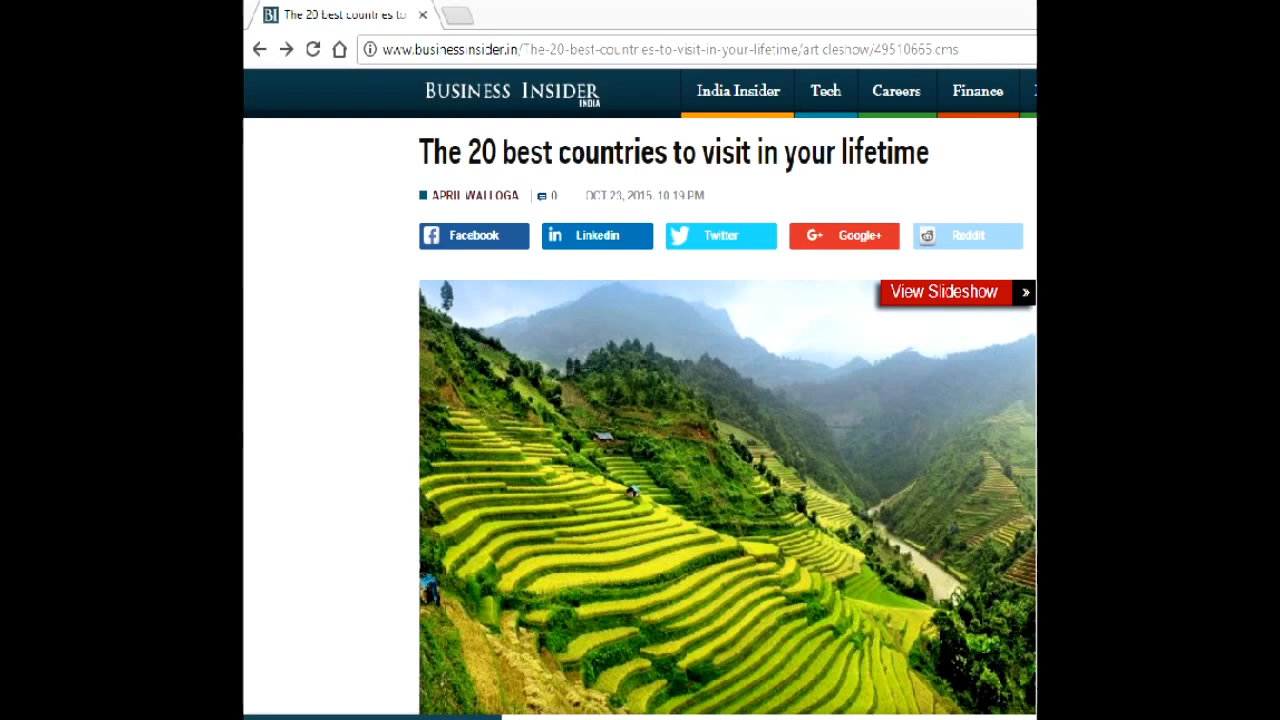 The 20 best countries to
www.businessinsider.in/The-20-best-countries-to-visit-in-your-lifetime/articleshow/49510665.cms
BUSINESS INSIDER
INDIA
India Insider Tech Careers Finance
The 20 best countries to visit in your lifetime
APRIL WALLOGA 0 OCT 23, 2015, 10.19 PM
Facebook Linkedin Twitter Google+ Reddit
View Slideshow »